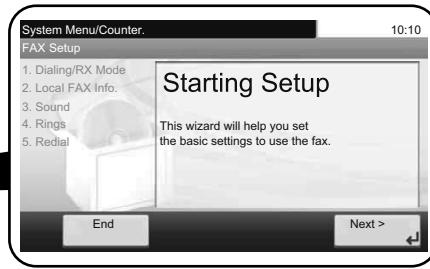 System Menu/Counter.
10:10
FAX Setup
1. Dialing/RX Mode
2. Local FAX Info.
3. Sound
4. Rings
5. Redial
Starting Setup
This wizard will help you set
the basic settings to use the fax.
End
Next >